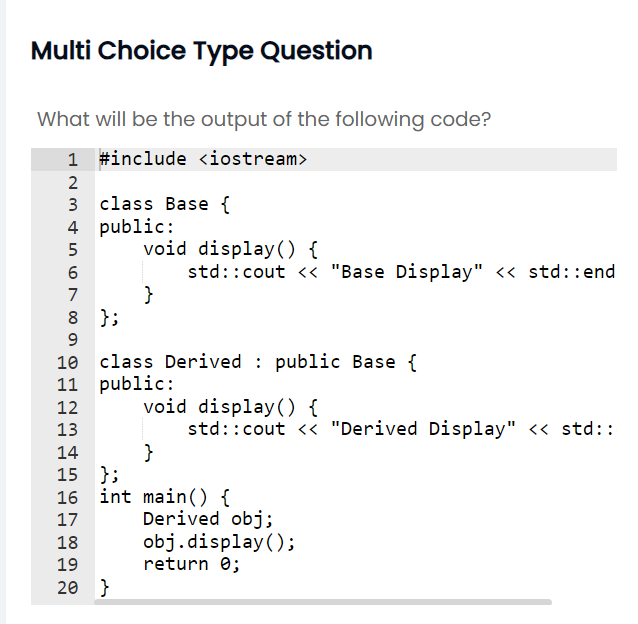 Multi Choice Type Question
What will be the output of the following code?
1 #include <iostream>
2
3 class Base {
4 public:
5     void display() {
6         std::cout << "Base Display" << std::end
7     }
8 };
9
10 class Derived : public Base {
11 public:
12     void display() {
13         std::cout << "Derived Display" << std::
14     }
15 };
16 int main() {
17     Derived obj;
18     obj.display();
19     return 0;
20 }